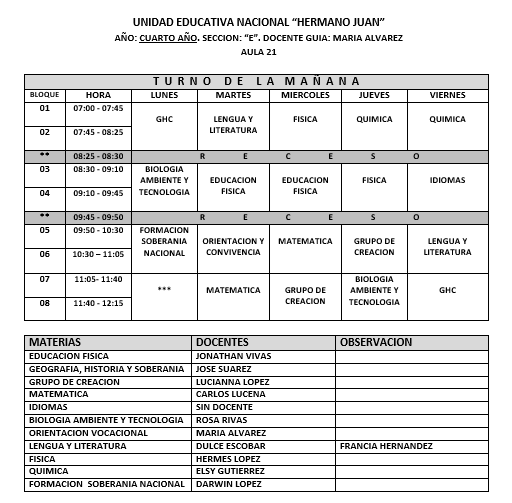 UNIDAD EDUCATIVA NACIONAL “HERMANO JUAN”
AÑO: CUARTO AÑO. SECCION: “E”. DOCENTE GUIA: MARIA ALVAREZ
AULA 21
TURNO DE LA MAÑANA
BLOQUE HORA LUNES MARTES MIERCOLES JUEVES VIERNES
01 07:00 - 07:45
02 07:45 - 08:25
GHC
LENGUA Y
LITERATURA
FISICA
QUIMICA
QUIMICA
** 08:25 - 08:30 R E C E S O
03 08:30 - 09:10
04 09:10 - 09:45
BIOLOGIA
AMBIENTE Y
TECNOLOGIA
EDUCACION
FISICA
EDUCACION
FISICA
FISICA
IDIOMAS
** 09:45 - 09:50 R E C E S O
05 09:50 - 10:30
06 10:30 – 11:05
FORMACION
SOBERANIA
NACIONAL
ORIENTACION Y
CONVIVENCIA
MATEMATICA
GRUPO DE
CREACION
LENGUA Y
LITERATURA
07 11:05- 11:40
08 11:40 - 12:15
***
MATEMATICA
GRUPO DE
CREACION
BIOLOGIA
AMBIENTE Y
TECNOLOGIA
GHC
MATERIAS DOCENTES OBSERVACION
EDUCACION FISICA JONATHAN VIVAS
GEOGRAFIA, HISTORIA Y SOBERANIA JOSE SUAREZ
GRUPO DE CREACION LUCIANNA LOPEZ
MATEMATICA CARLOS LUCENA
IDIOMAS SIN DOCENTE
BIOLOGIA AMBIENTE Y TECNOLOGIA ROSA RIVAS
ORIENTACION VOCACIONAL MARIA ALVAREZ
LENGUA Y LITERATURA DULCE ESCOBAR FRANCIA HERNANDEZ
FISICA HERMES LOPEZ
QUIMICA ELSY GUTIERREZ
FORMACION SOBERANIA NACIONAL DARWIN LOPEZ